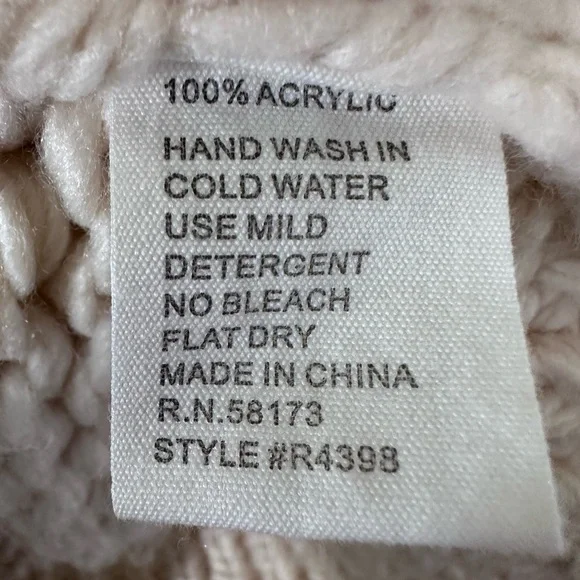 100% ACRYLIC
HAND WASH IN
COLD WATER
USE MILD
DETERGENT
NO BLEACH
FLAT DRY
MADE IN CHINA
R.N.58173
STYLE #R4398